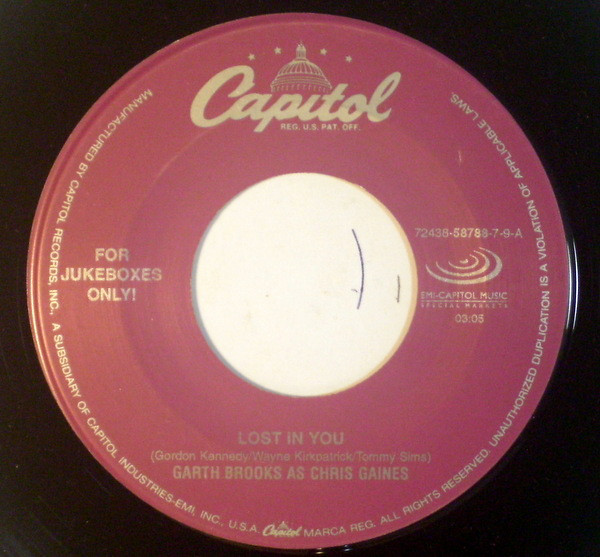 Capitol
REG. U.S. PAT. OFF.
FOR
JUKEBOXES
ONLY!
72438-58788-7-9-A
EMI-CAPITOL MUSIC
SPECIAL MARKETS
03:05
LOST IN YOU
(Gordon Kennedy/Wayne Kirkpatrick/Tommy Sims)
GARTH BROOKS AS CHRIS GAINES
MANUFACTURED BY CAPITOL RECORDS, INC., A SUBSIDIARY OF CAPITOL INDUSTRIES-EMI, INC., U.S.A. Capitol MARCA REG. ALL RIGHTS RESERVED. UNAUTHORIZED DUPLICATION IS A VIOLATION OF APPLICABLE LAWS.